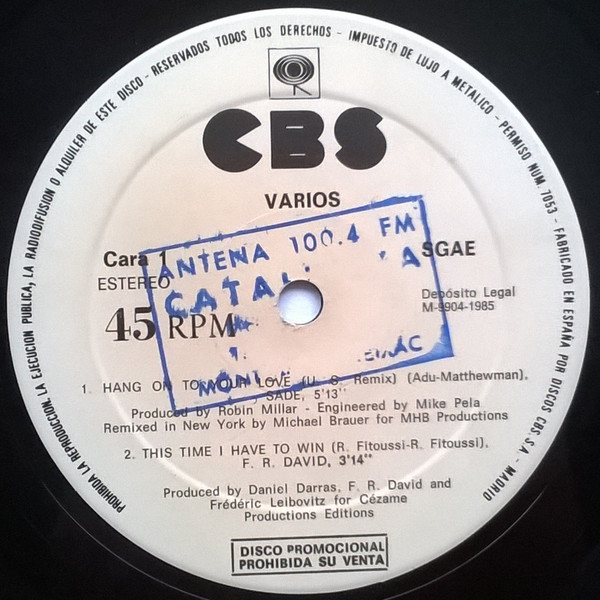 PROHIBIDA LA REPRODUCCION, LA EJECUCION PUBLICA, LA RADIODIFUSION O ALQUILER DE ESTE DISCO - RESERVADOS TODOS LOS DERECHOS - IMPUESTO DE LUJO A METALICO - PERMISO NUM. 7053 - FABRICADO EN ESPAÑA POR DISCOS CBS, S.A. - MADRID
CBS
VARIOS
ANTENA 100.4 FM
Cara 1
SGAE
ESTEREO
Depósito Legal
45 RPM
1. HANG ON TO YOUR LOVE (U. S. Remix) (Adu-Matthewman).
SADE, 5'13''
Produced by Robin Millar - Engineered by Mike Pela
Remixed in New York by Michael Brauer for MHB Productions
2. THIS TIME I HAVE TO WIN (R. Fitoussi-R. Fitoussi).
F. R. DAVID, 3'14''
Produced by Daniel Darras, F. R. David and
Frédéric Leibovitz for Cézame
Productions Editions
DISCO PROMOCIONAL
PROHIBIDA SU VENTA